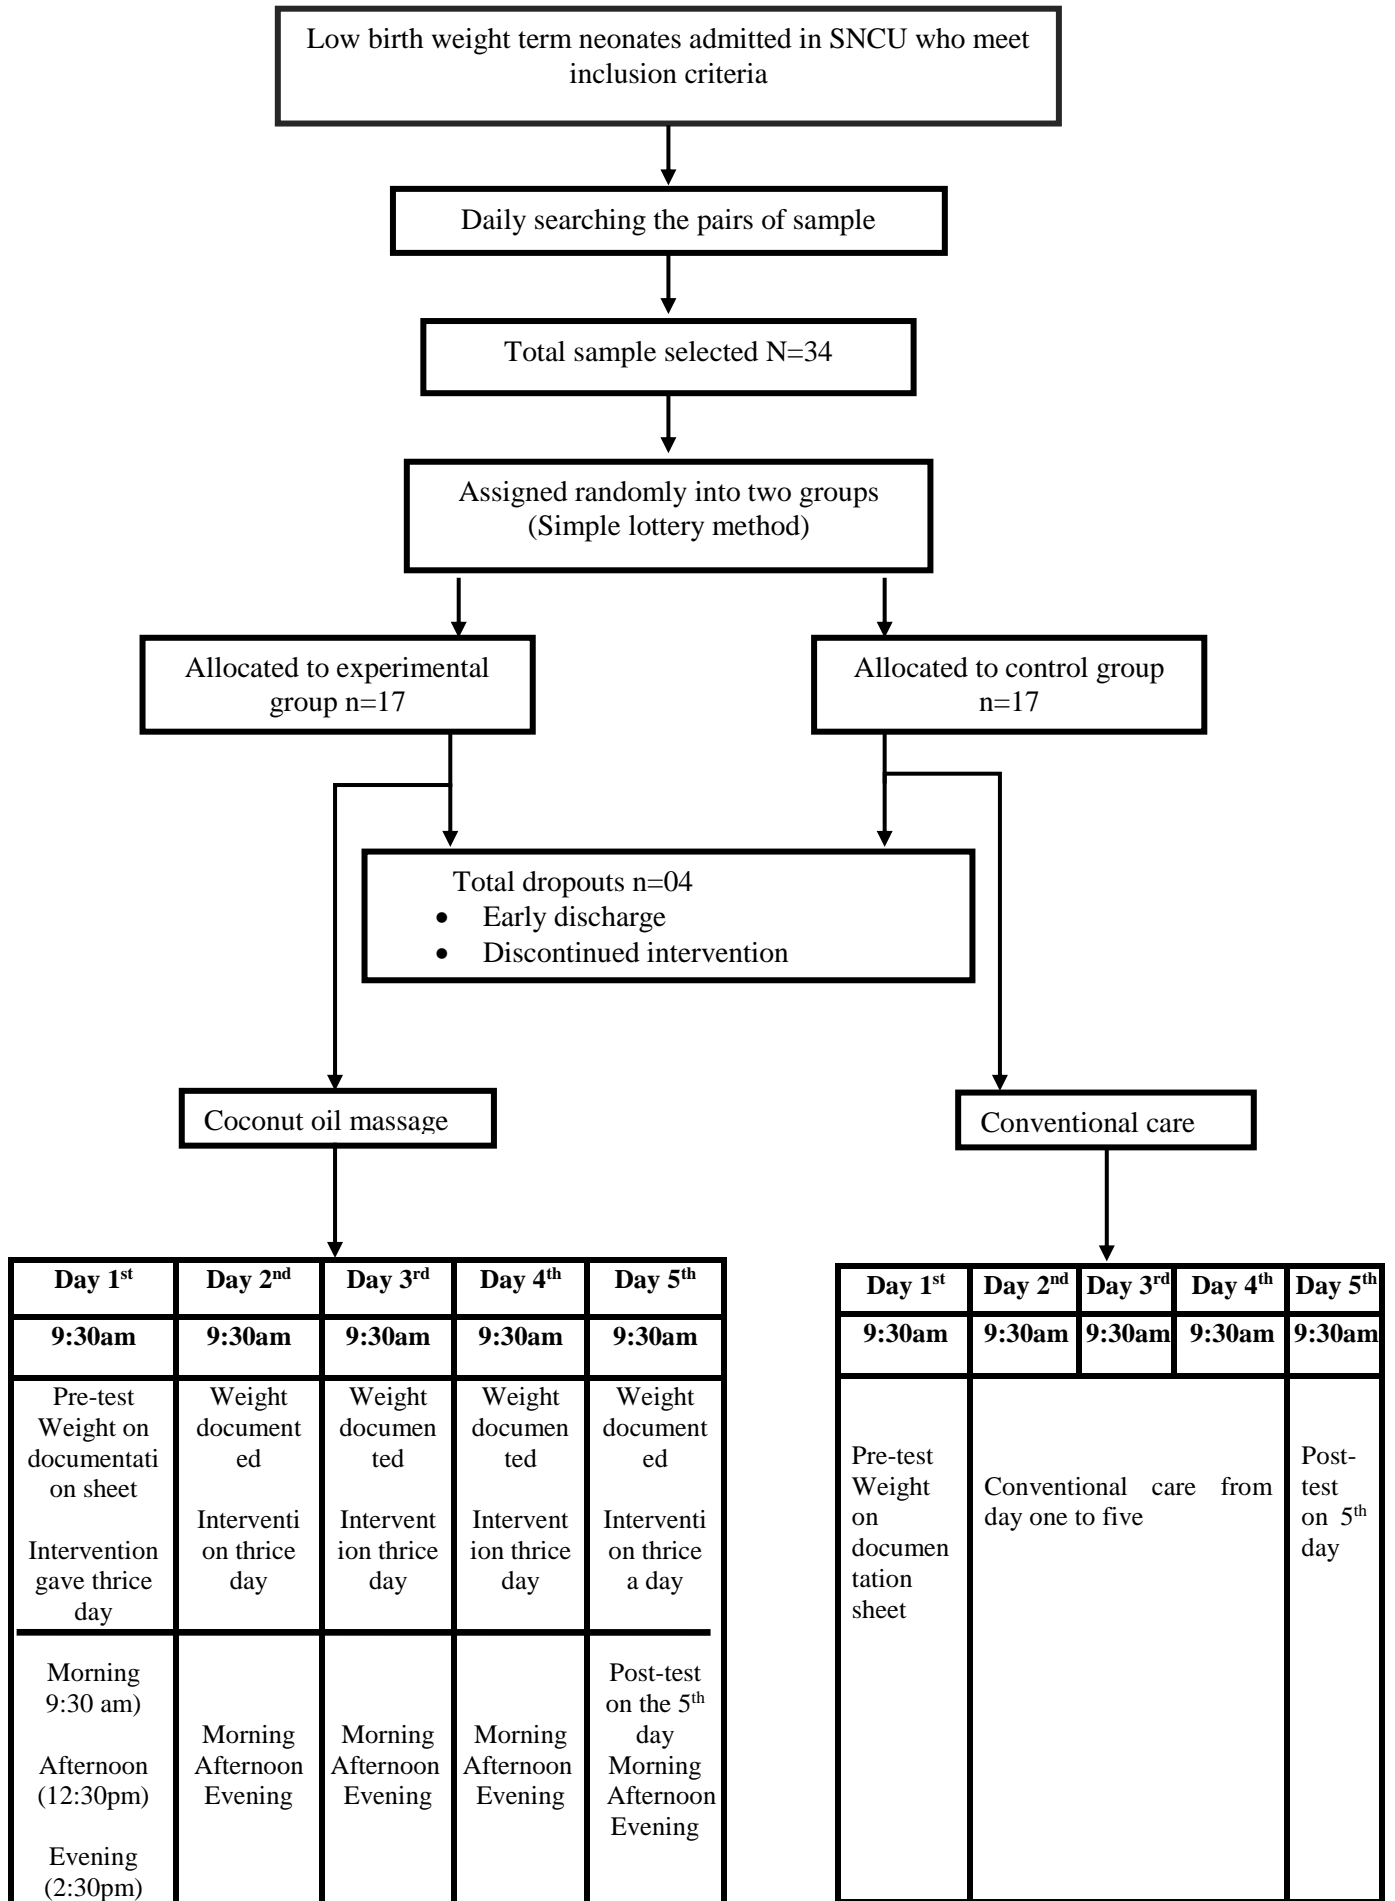 Low birth weight term neonates admitted in SNCU who meet
inclusion criteria
Daily searching the pairs of sample
Total sample selected N=34
Assigned randomly into two groups
(Simple lottery method)
Allocated to experimental
group n=17
Allocated to control group
n=17
Total dropouts n=04
• Early discharge
• Discontinued intervention
Coconut oil massage
Conventional care
Day 1st
Day 2nd
Day 3rd
Day 4th
Day 5th
9:30am
9:30am
9:30am
9:30am
9:30am
Pre-test
Weight on
documentati
on sheet
Intervention
gave thrice
day
Weight
document
ed
Interventi
on thrice
day
Weight
documen
ted
Intervent
ion thrice
day
Weight
documen
ted
Intervent
ion thrice
day
Weight
document
ed
Interventi
on thrice
a day
Morning
9:30 am)
Afternoon
(12:30pm)
Evening
(2:30pm)
Morning
Afternoon
Evening
Morning
Afternoon
Evening
Morning
Afternoon
Evening
Post-test
on the 5th
day
Morning
Afternoon
Evening
Day 1st
Day 2nd
Day 3rd
Day 4th
Day 5th
9:30am
9:30am
9:30am
9:30am
9:30am
Pre-test
Weight
on
documen
tation
sheet
Conventional care from
day one to five
Post-
test
on 5th
day